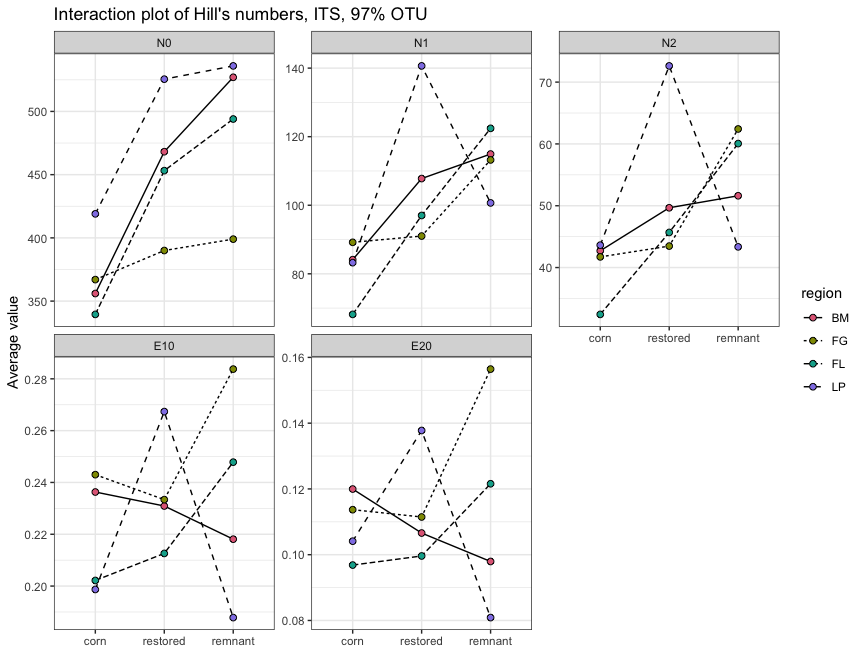 Interaction plot of Hill's numbers, ITS, 97% OTU
N0
N1
N2
500
450
400
350
140
120
100
80
70
60
50
40
corn
restored
remnant
Average value
E10
E20
0.28
0.26
0.24
0.22
0.20
0.16
0.14
0.12
0.10
0.08
corn
restored
remnant
corn
restored
remnant
region
BM
FG
FL
LP